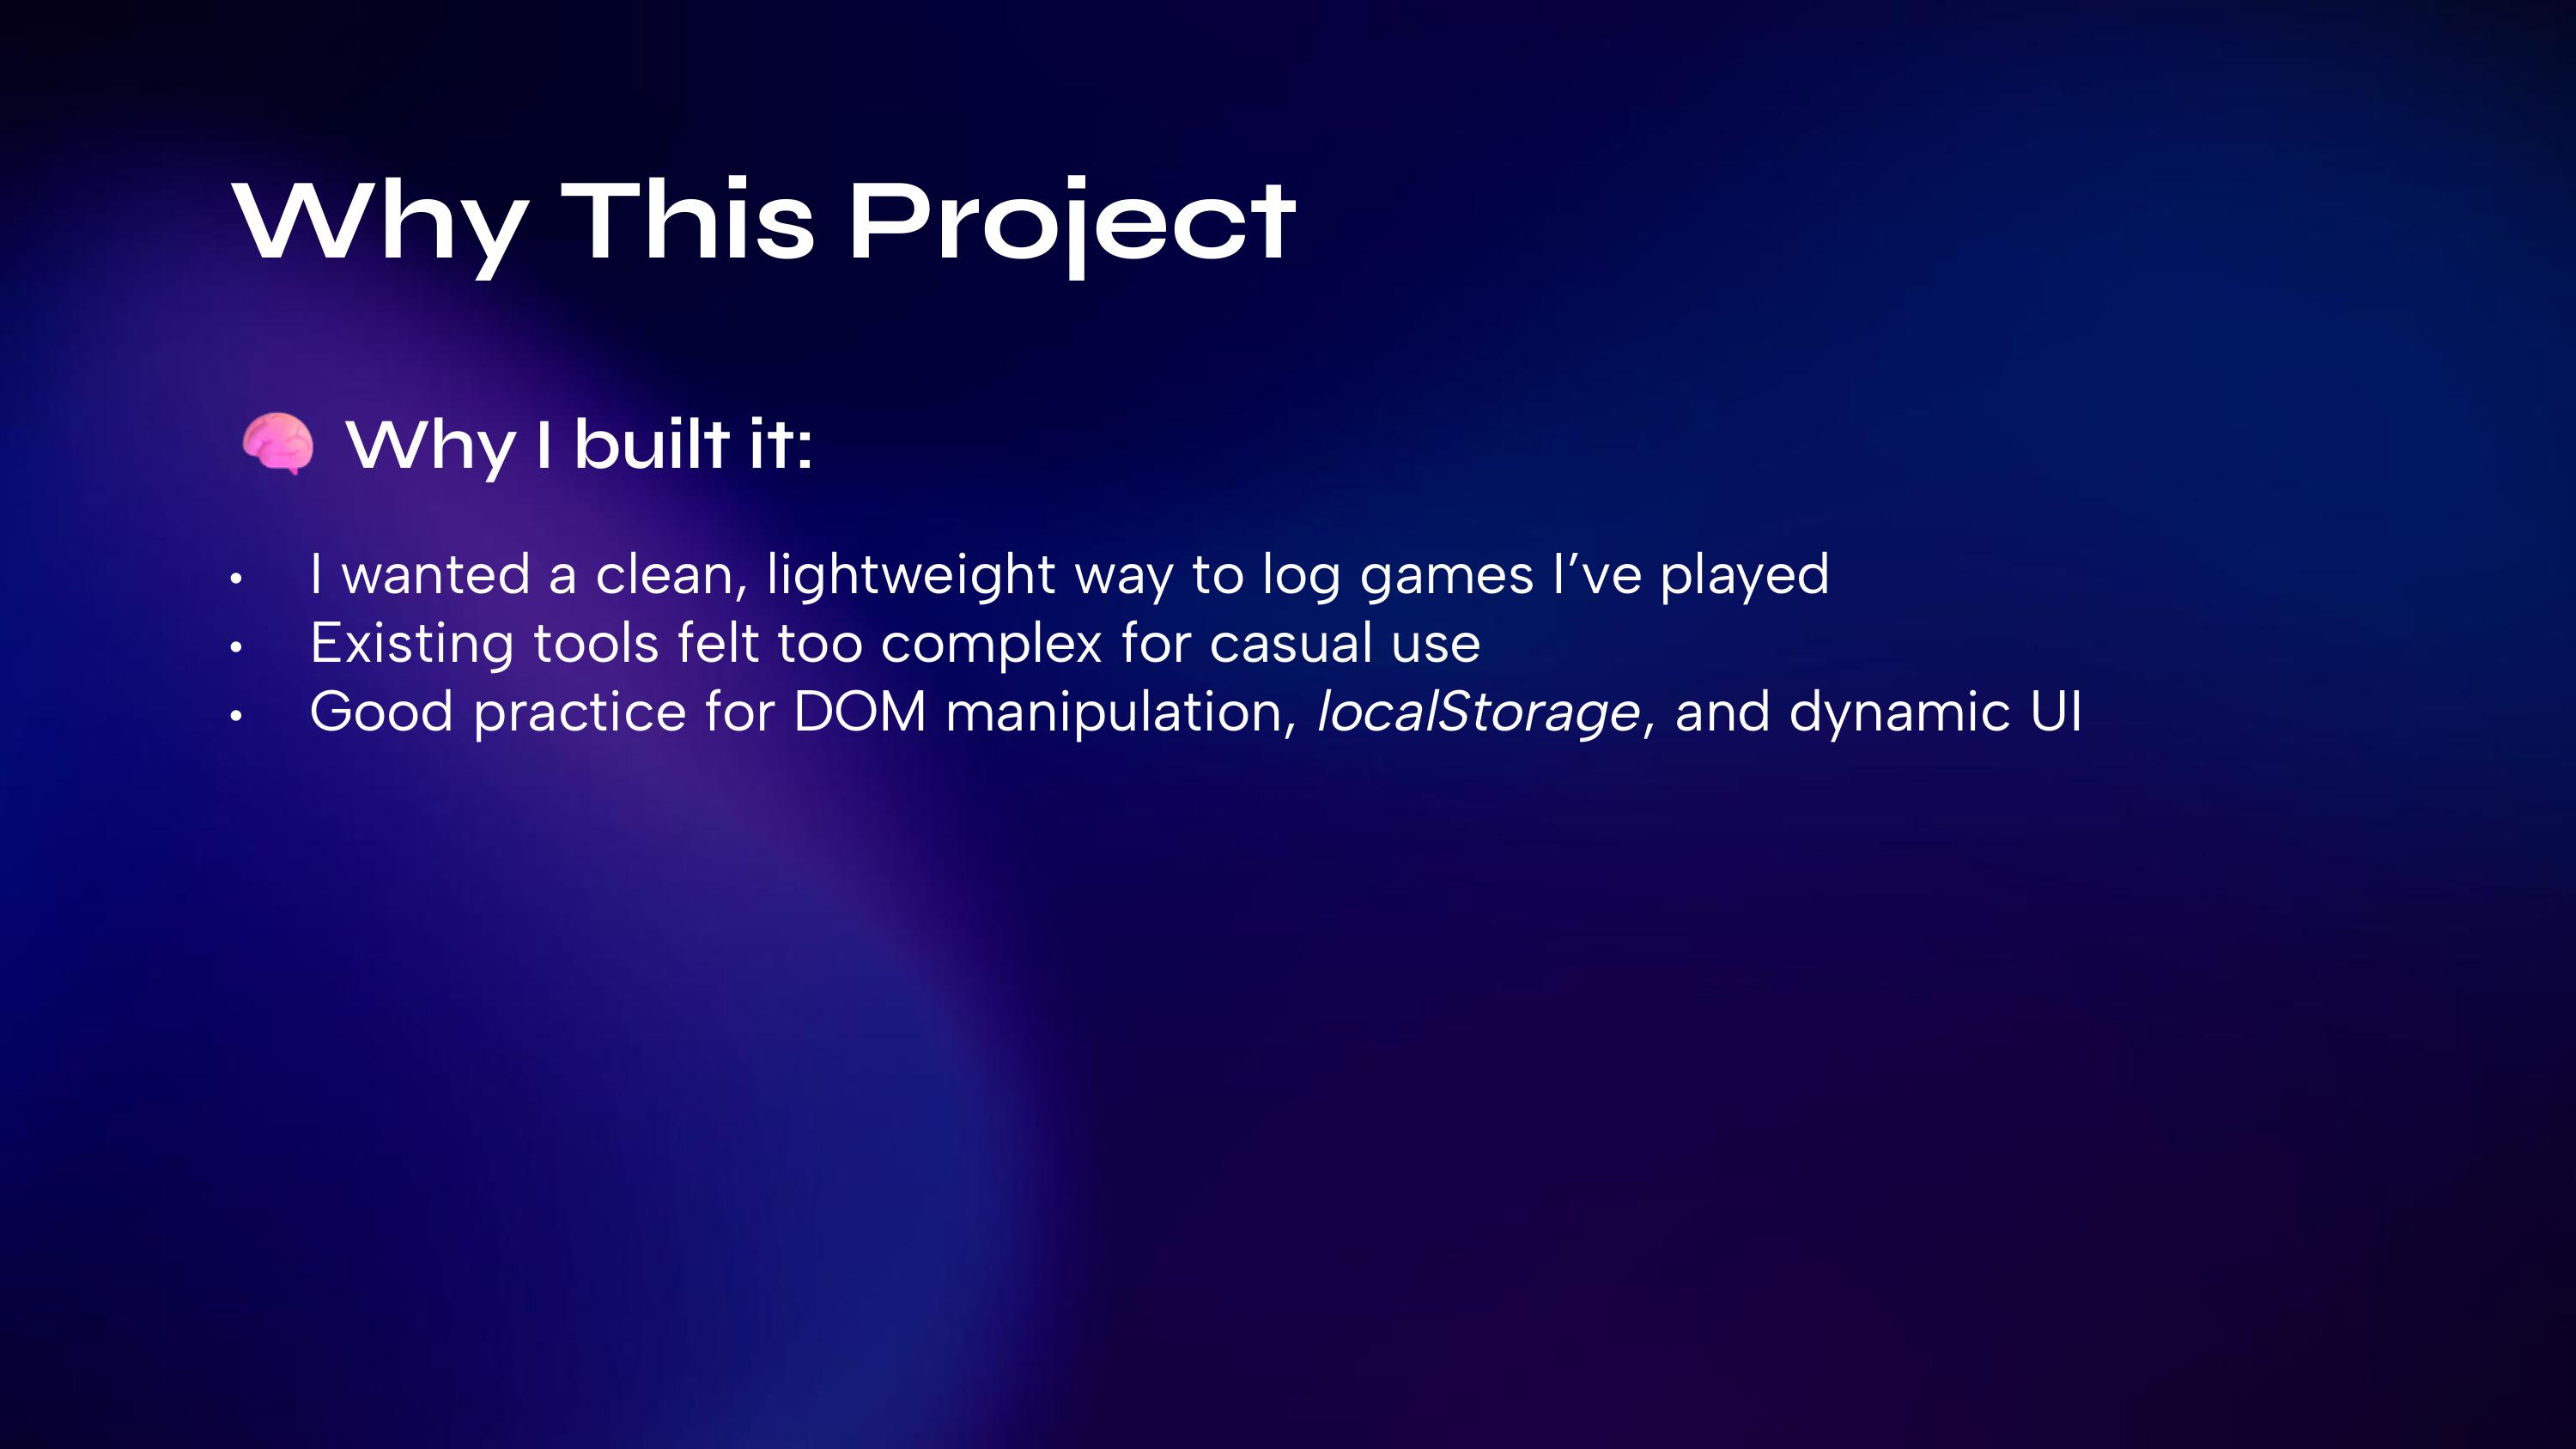 Why This Project
🧠 Why I built it:
• I wanted a clean, lightweight way to log games I’ve played
• Existing tools felt too complex for casual use
• Good practice for DOM manipulation, localStorage, and dynamic UI